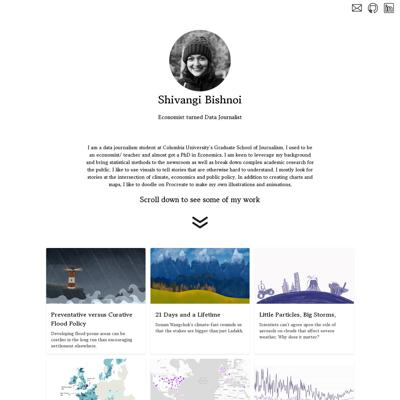 Shivangi Bishnoi
Economist turned Data Journalist
I am a data journalism student at Columbia University's Graduate School of Journalism. I used to be
an economist/ teacher and almost got a PhD in Economics. I am keen to leverage my background
and bring statistical methods to the newsroom as well as break down complex academic research for
the public. I like to use visuals to tell stories that are otherwise hard to understand. I mostly look for
stories at the intersection of climate, economics and public policy. In addition to creating charts and
maps, I like to doodle on Procreate to make my own illustrations and animations.
Scroll down to see some of my work
Preventative versus Curative
Flood Policy
Developing flood-prone areas can be
costlier in the long run than encouraging
settlement elsewhere.
21 Days and a Lifetime
Sonam Wangchuk's climate-fast reminds us
that the stakes are bigger than just Ladakh.
Little Particles, Big Storms,
Scientists can't agree upon the role of
aerosols on clouds that affect severe
weather. Why does it matter?